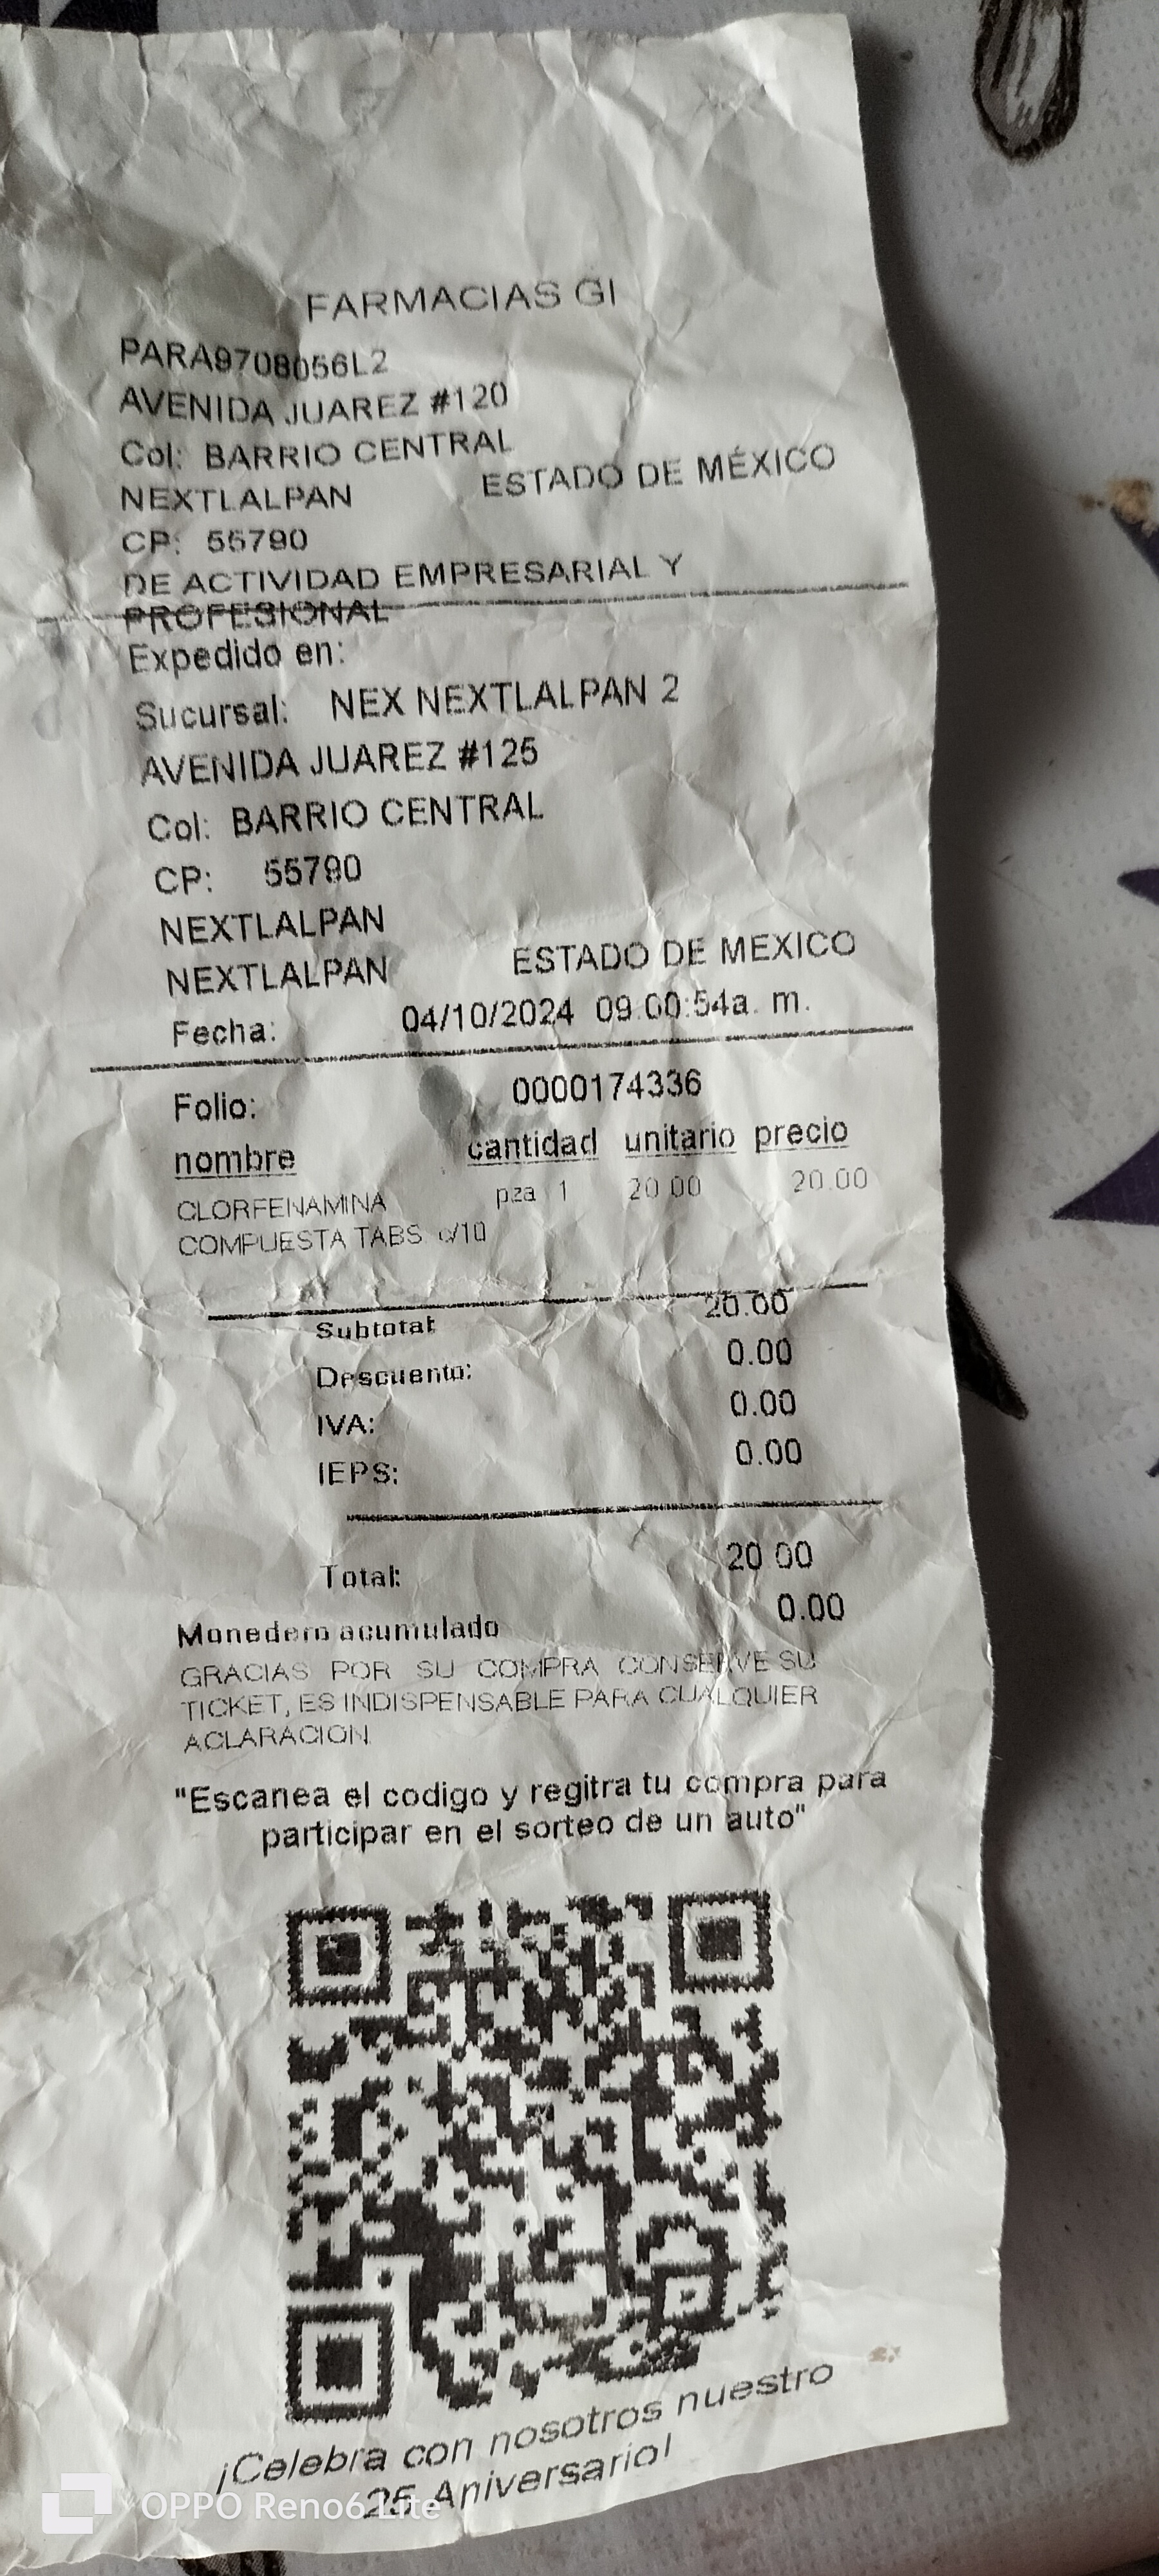 FARMACIAS GI
PARA9708056L2
AVENIDA JUAREZ #120
Col: BARRIO CENTRAL
NEXTLALPAN ESTADO DE MÉXICO
CP: 55790
DE ACTIVIDAD EMPRESARIAL Y
PROFESIONAL
Expedido en:
Sucursal: NEX NEXTLALPAN 2
AVENIDA JUAREZ #125
Col: BARRIO CENTRAL
CP: 55790
NEXTLALPAN
NEXTLALPAN ESTADO DE MEXICO
Fecha: 04/10/2024 09:00:54a. m.
Folio: 0000174336
nombre cantidad unitario precio
CLORFENAMINA pza 1 20.00 20.00
COMPUESTA TABS c/10
Subtotal: 20.00
Descuento: 0.00
IVA: 0.00
IEPS: 0.00
Total: 20.00
Monedero acumulado 0.00
GRACIAS POR SU COMPRA CONSERVE SU
TICKET, ES INDISPENSABLE PARA CUALQUIER
ACLARACION.
"Escanea el codigo y regitra tu compra para
participar en el sorteo de un auto"
¡Celebra con nosotros nuestro
25 Aniversario!
OPPO Reno6 Lite